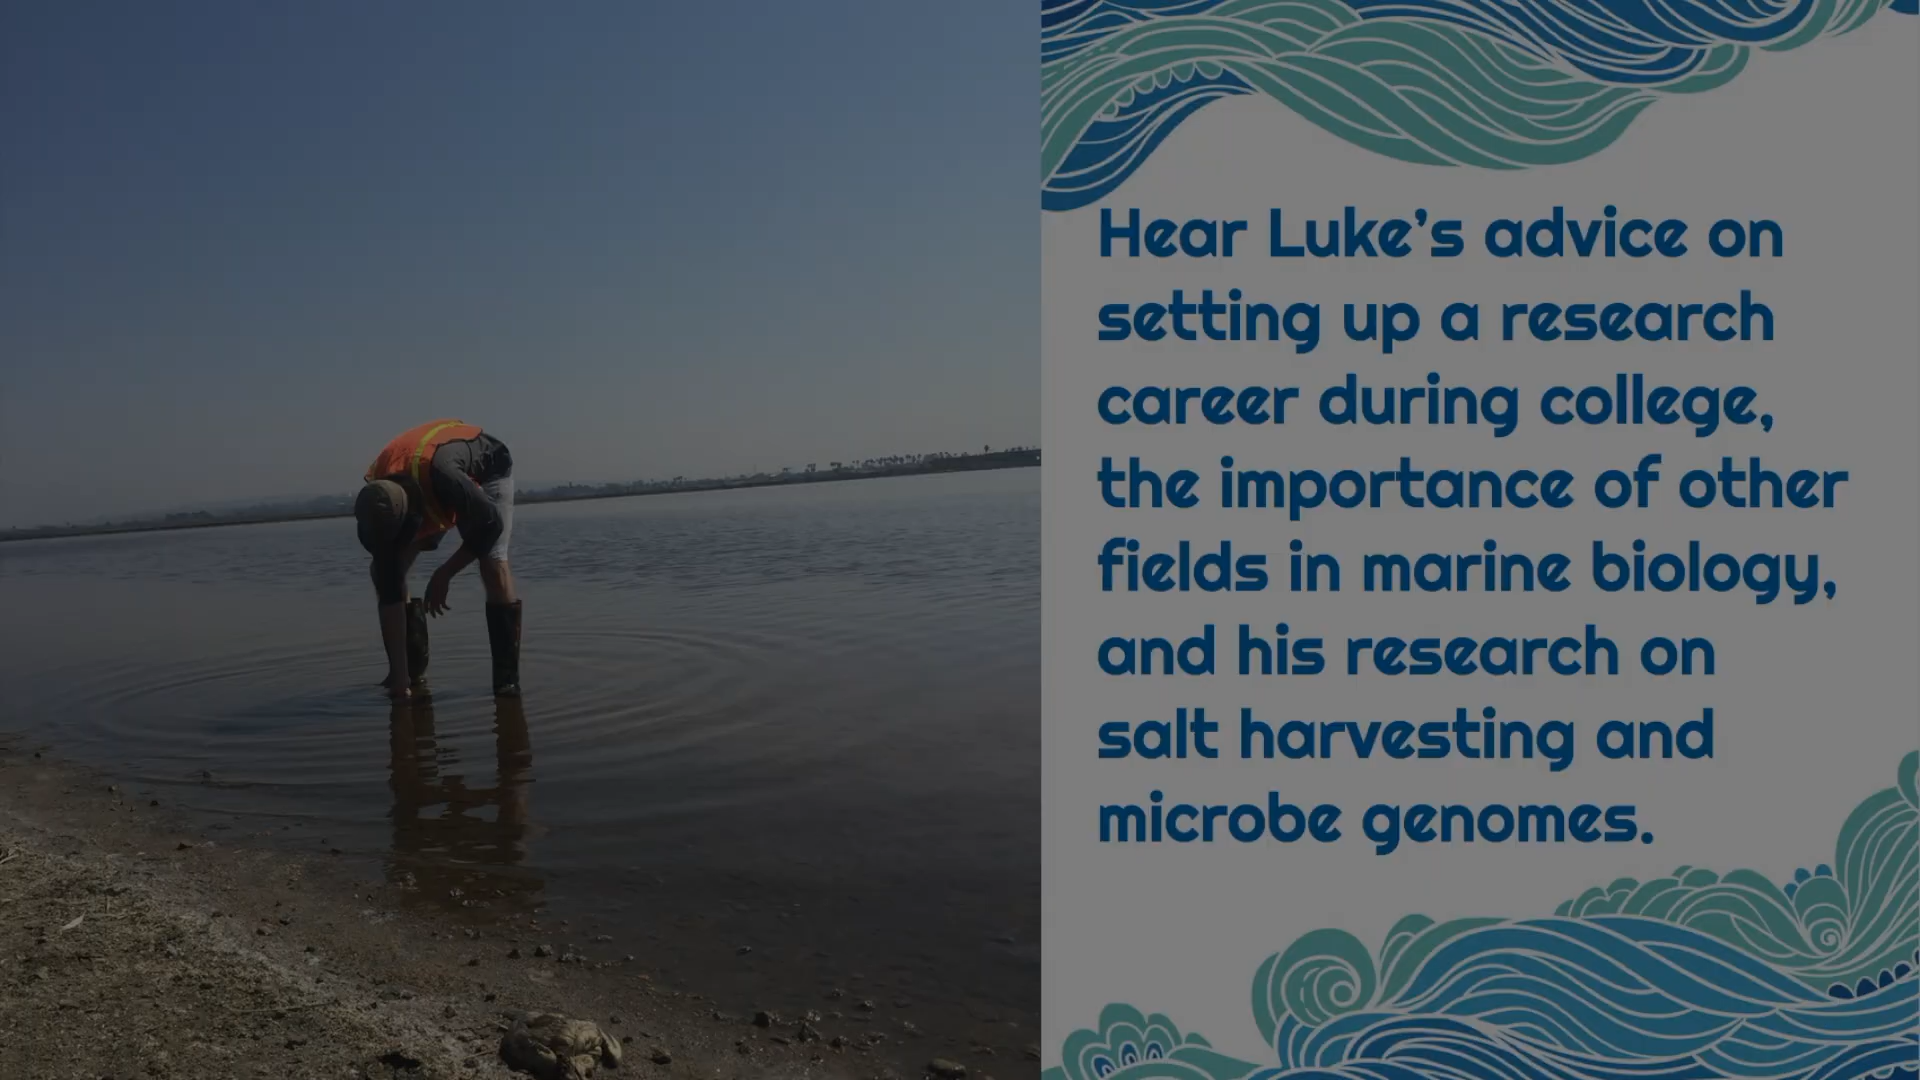 Hear Luke's advice on
setting up a research
career during college,
the importance of other
fields in marine biology,
and his research on
salt harvesting and
microbe genomes.